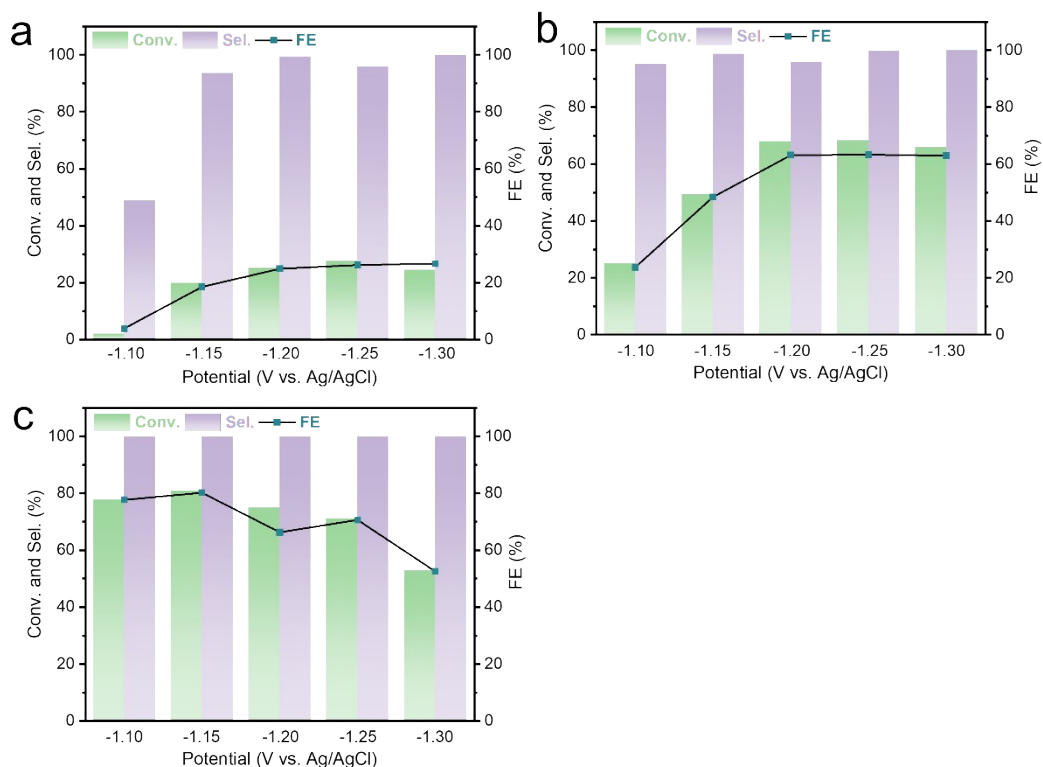 a
Conv. Sel. FE
Conv. and Sel. (%)
100
80
60
40
20
0
FE (%)
100
80
60
40
20
0
-1.10 -1.15 -1.20 -1.25 -1.30
Potential (V vs. Ag/AgCl)
b
Conv. Sel. FE
Conv. and Sel. (%)
100
80
60
40
20
0
FE (%)
100
80
60
40
20
0
-1.10 -1.15 -1.20 -1.25 -1.30
Potential (V vs. Ag/AgCl)
c
Conv. Sel. FE
Conv. and Sel. (%)
100
80
60
40
20
0
FE (%)
100
80
60
40
20
0
-1.10 -1.15 -1.20 -1.25 -1.30
Potential (V vs. Ag/AgCl)